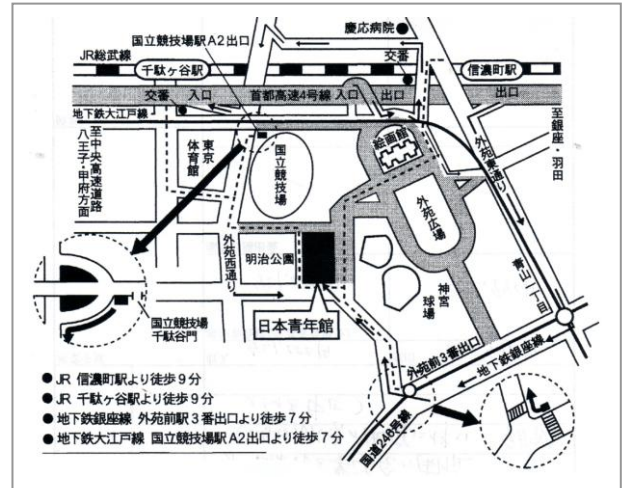 慶応病院
国立競技場駅A2出口
JR総武線
千駄ヶ谷駅
交番
信濃町駅
交番
入口
首都高速4号線
入口
出口
出口
地下鉄大江戸線
至中央高速道路
八王子・甲府方面
東京
体育館
国立競技場
絵画館
外苑東通り
至銀座・羽田
外苑西通り
明治公園
外苑広場
神宮
球場
青山一丁目
国立競技場
千駄谷門
日本青年館
外苑前3番出口
地下鉄銀座線
国道246号線
●JR 信濃町駅より徒歩9分
●JR 千駄ヶ谷駅より徒歩9分
●地下鉄銀座線 外苑前駅3番出口より徒歩7分
●地下鉄大江戸線 国立競技場駅A2出口より徒歩7分